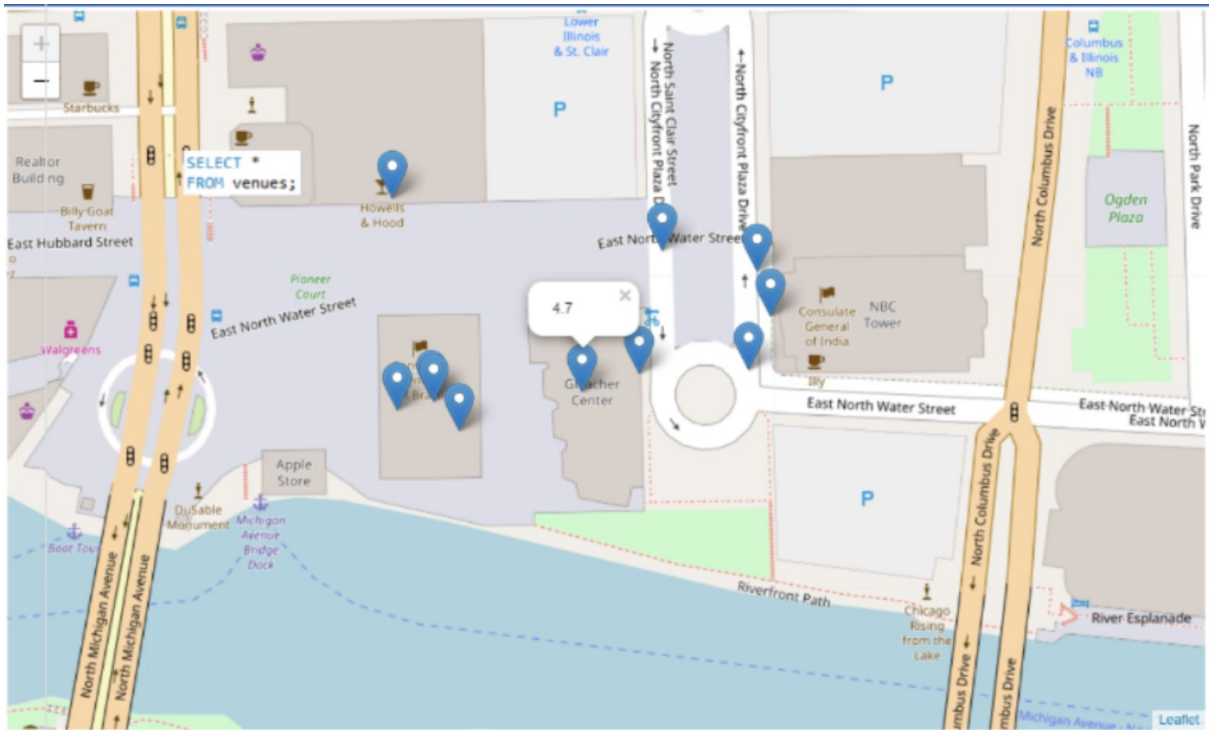 +
−
Starbucks
Realtor
Building
SELECT *
FROM venues;
Billy Goat
Tavern
East Hubbard Street
Howells
& Hood
Lower
Illinois
& St. Clair
P
North Saint Clair Street
North Cityfront Plaza D
North Cityfront Plaza Drive
P
Columbus
& Illinois
NB
North Columbus Drive
North Park Drive
Ogden
Plaza
Pioneer
Court
East North Water Street
East North Water Street
Walgreens
4.7
×
Center
Consulate
General
of India
NBC
Tower
Illy
East North Water Street
East North Water St
East North W
Apple
Store
DuSable
Monument
Michigan
Avenue
Bridge
Dock
Boat Tour
North Michigan Avenue
North Michigan Avenue
P
North Columbus Drive
Riverfront Path
Chicago
Rising
from the
Lake
River Esplanade
mbus Drive
mbus Drive
Michigan Avenue - N
Leaflet